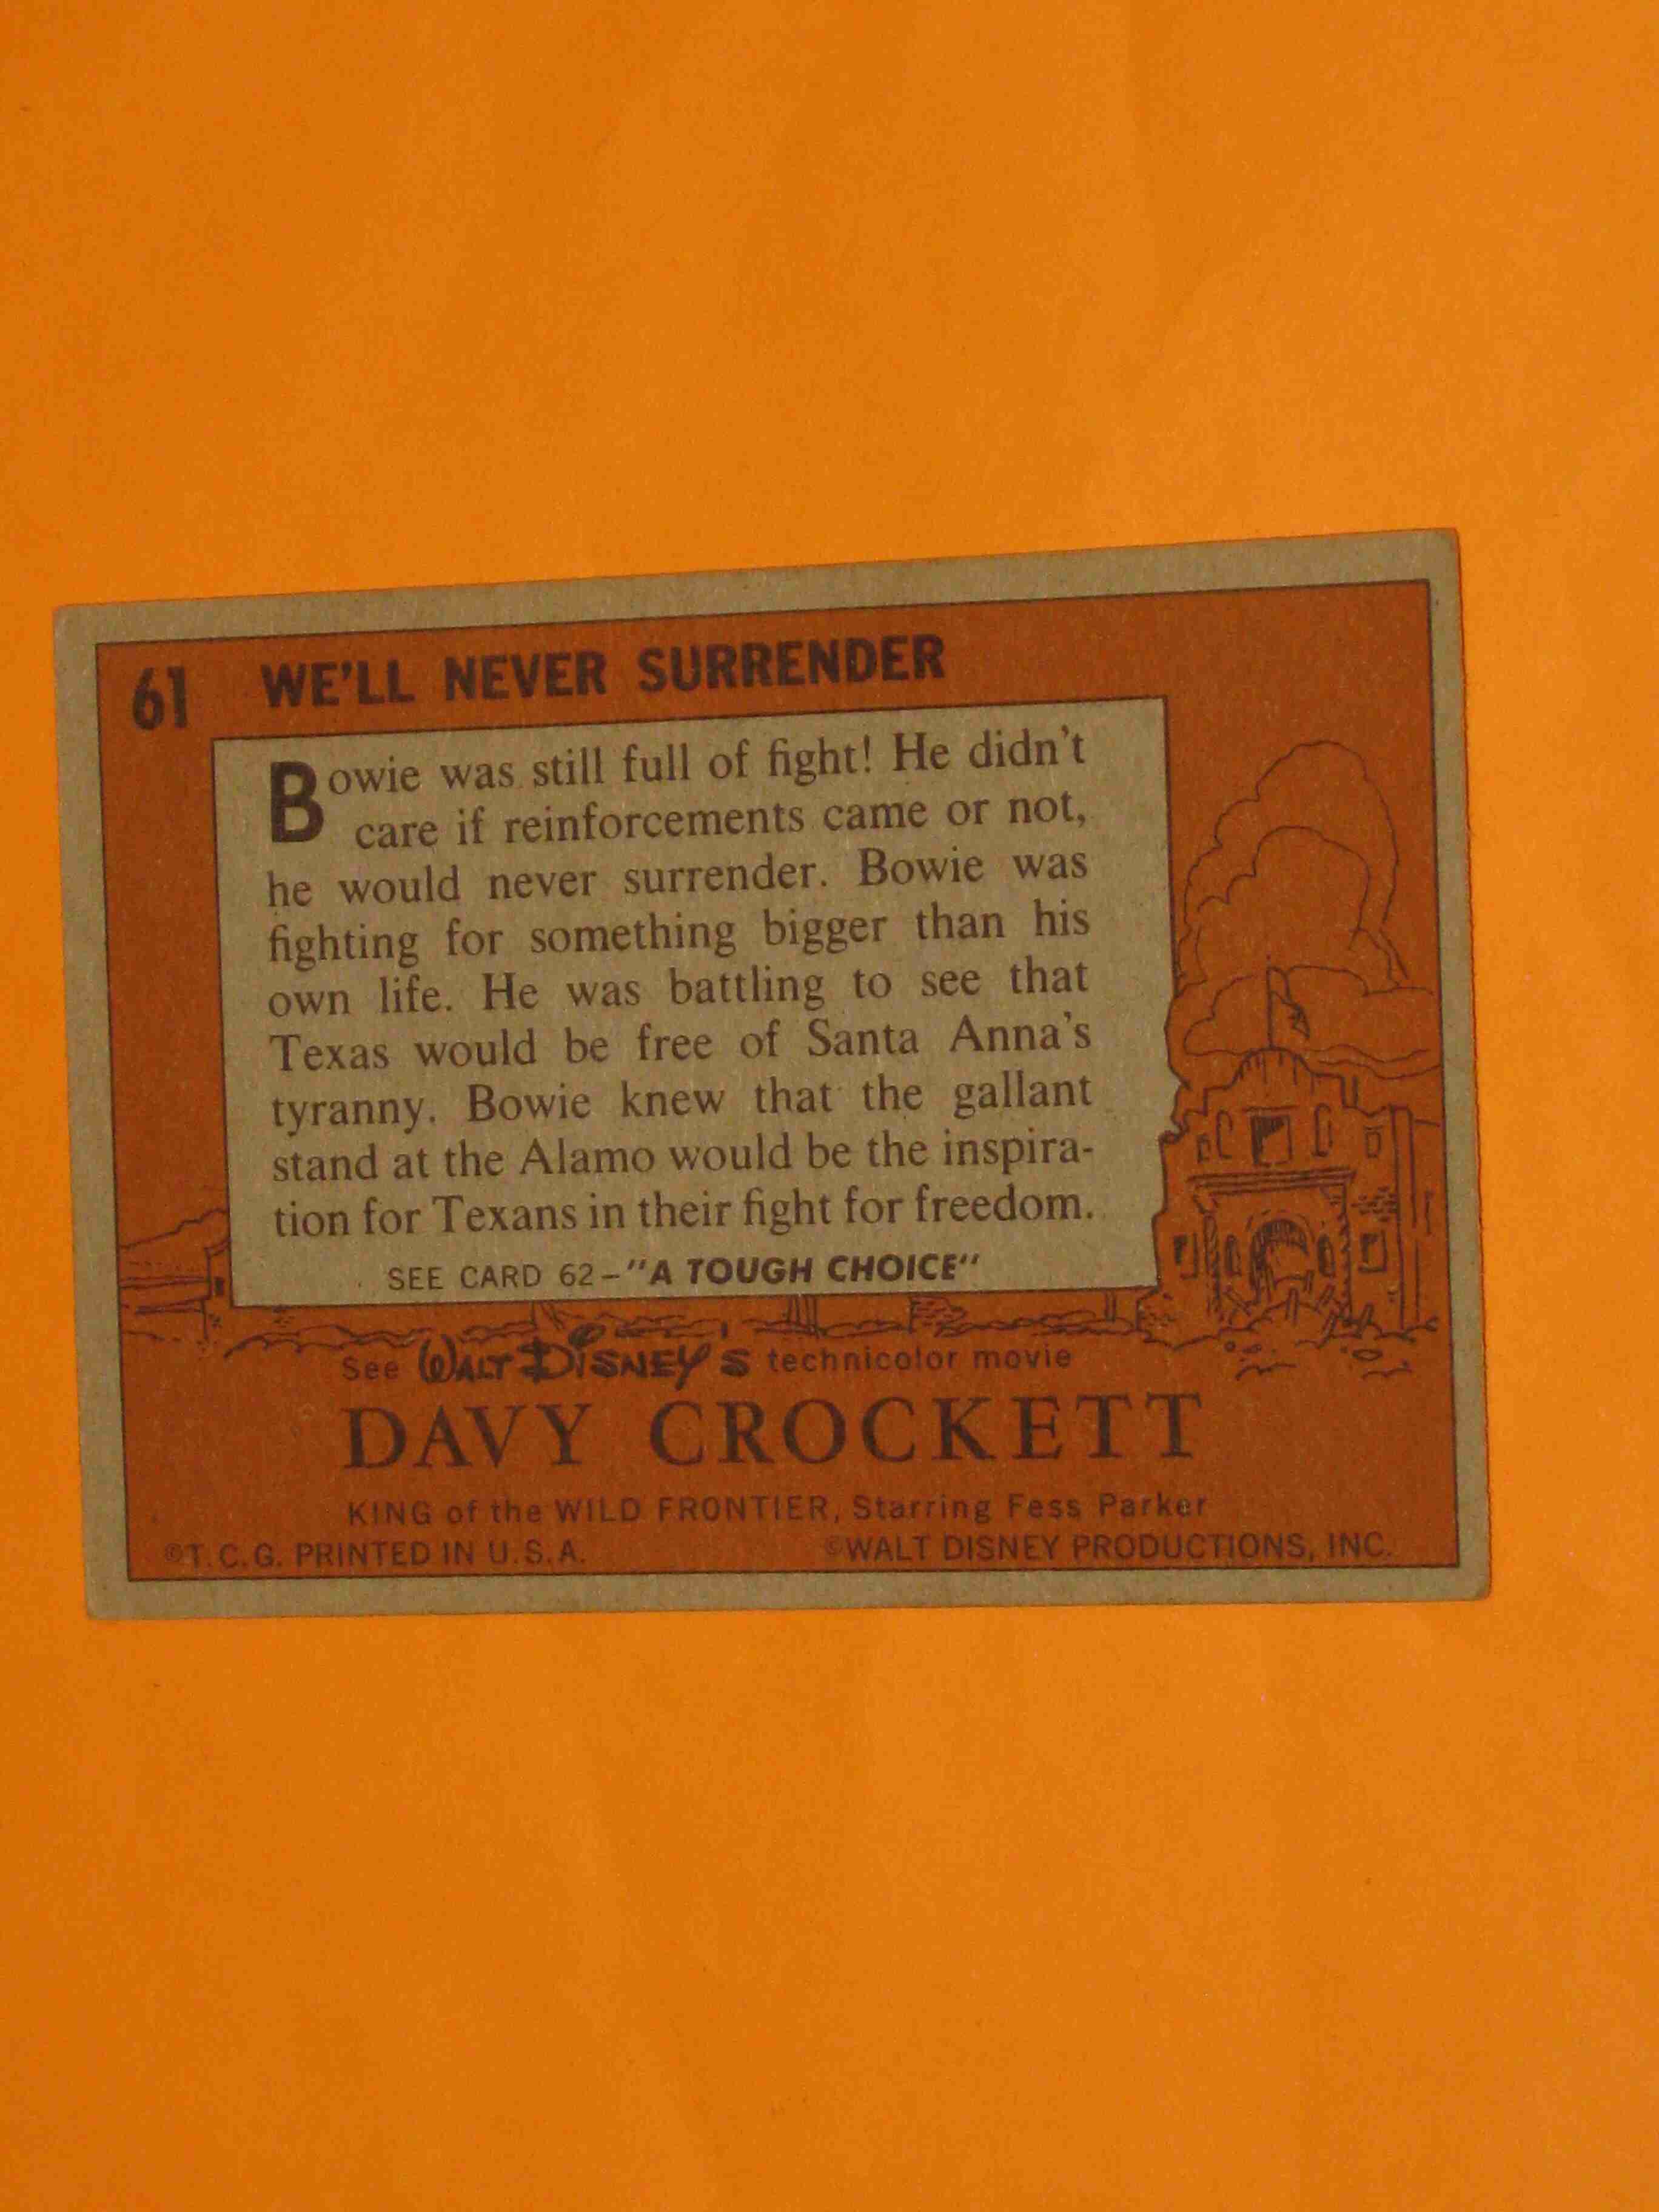 61 WE'LL NEVER SURRENDER
Bowie was still full of fight! He didn't
care if reinforcements came or not,
he would never surrender. Bowie was
fighting for something bigger than his
own life. He was battling to see that
Texas would be free of Santa Anna's
tyranny. Bowie knew that the gallant
stand at the Alamo would be the inspira-
tion for Texans in their fight for freedom.
SEE CARD 62–"A TOUGH CHOICE"
See WALT DISNEY'S technicolor movie
DAVY CROCKETT
KING of the WILD FRONTIER, Starring Fess Parker
©T.C.G. PRINTED IN U.S.A. ©WALT DISNEY PRODUCTIONS, INC.